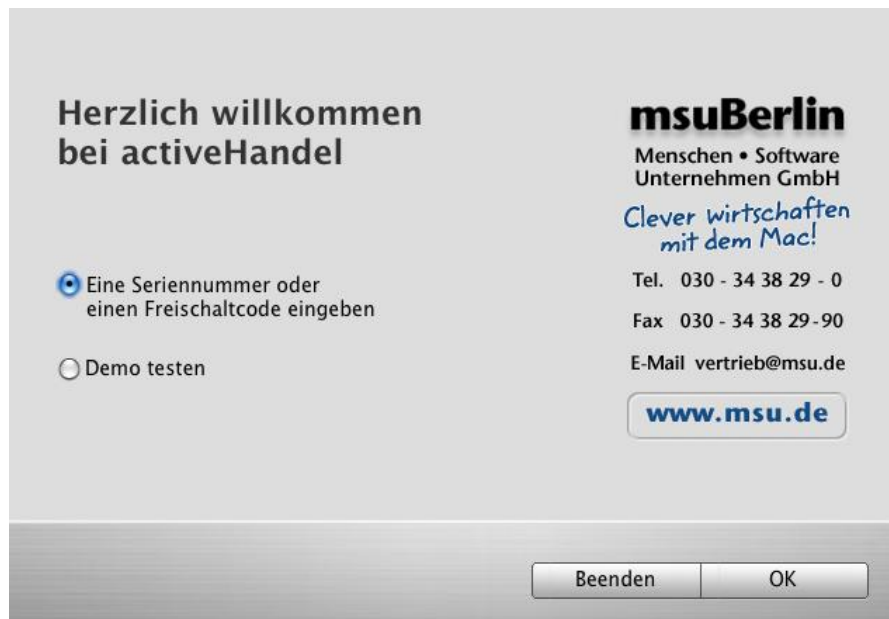 Herzlich willkommen
bei activeHandel
Eine Seriennummer oder
einen Freischaltcode eingeben
Demo testen
msuBerlin
Menschen • Software
Unternehmen GmbH
Clever wirtschaften
mit dem Mac!
Tel. 030 - 34 38 29 - 0
Fax 030 - 34 38 29-90
E-Mail vertrieb@msu.de
www.msu.de
Beenden
OK